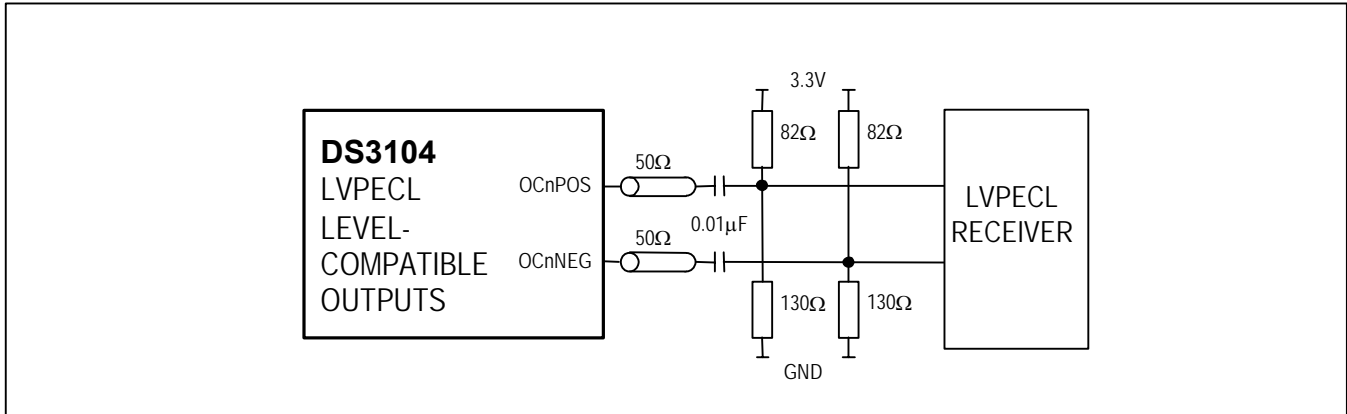 3.3V
82Ω
82Ω
DS3104
LVPECL
LEVEL-
COMPATIBLE
OUTPUTS
OCnPOS
50Ω
0.01μF
OCnNEG
50Ω
130Ω
130Ω
GND
LVPECL
RECEIVER